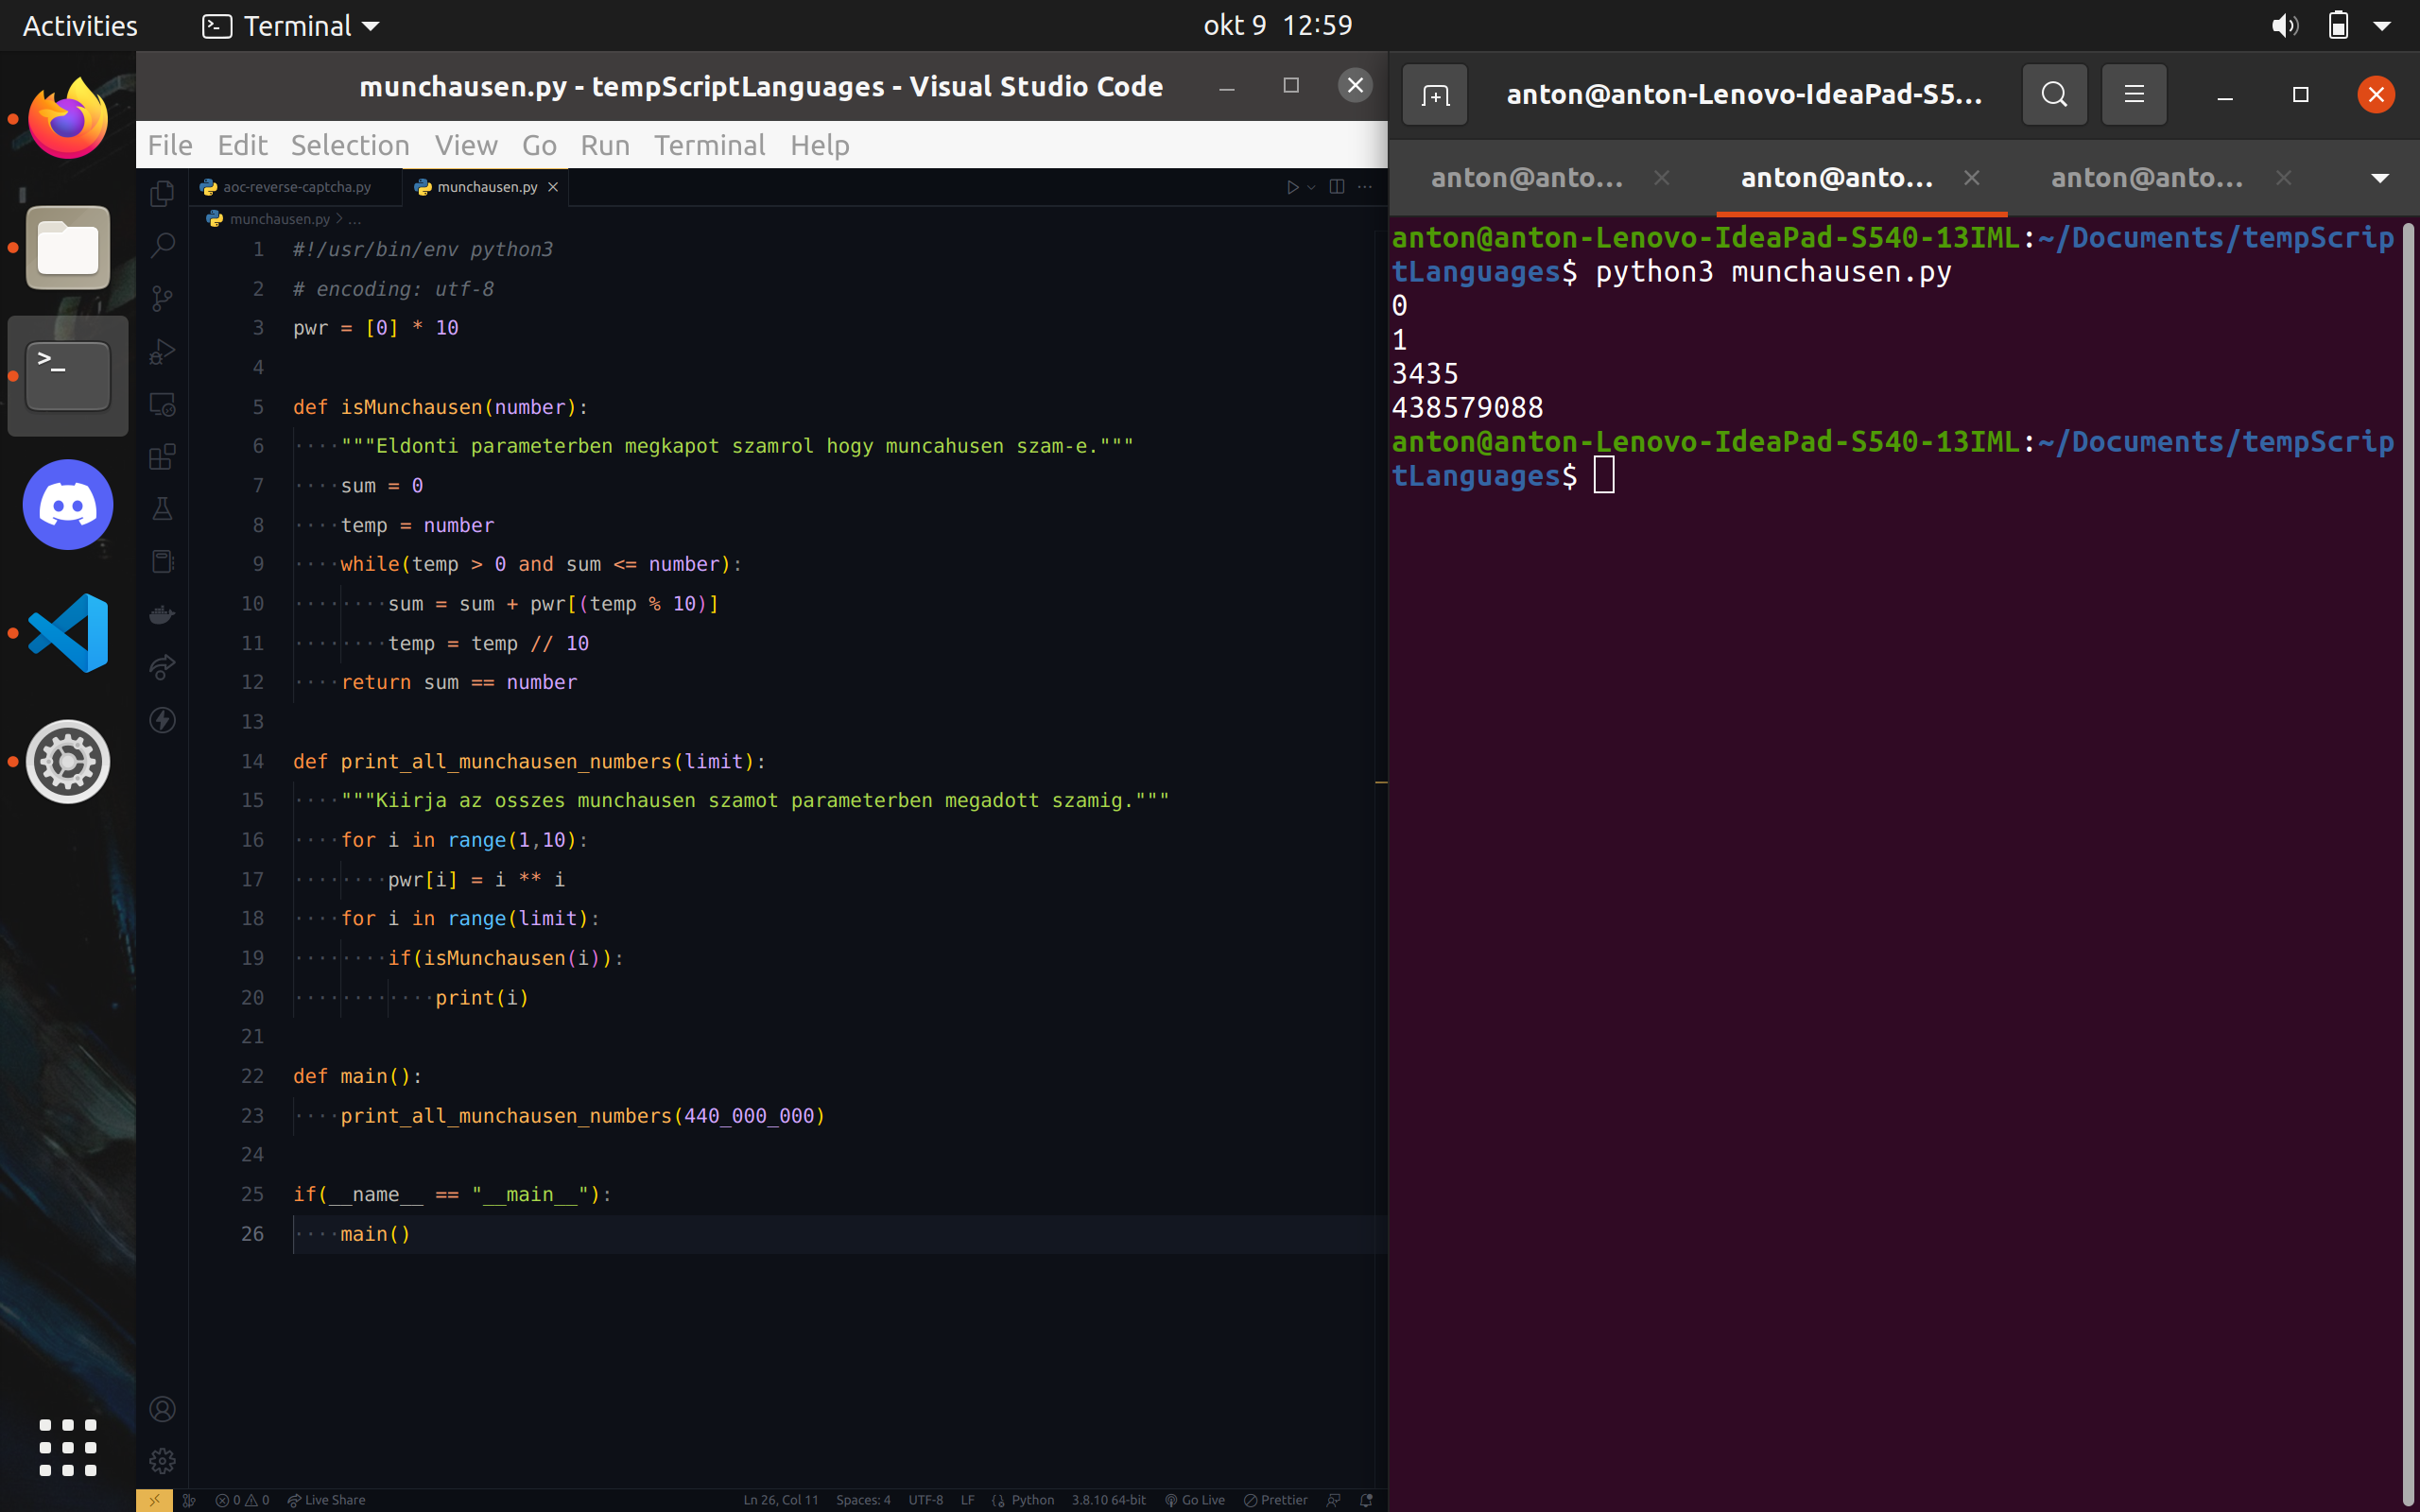 Activities
Terminal
okt 9 12:59
munchausen.py - tempScriptLanguages - Visual Studio Code
File Edit Selection View Go Run Terminal Help
aoc-reverse-captcha.py
munchausen.py
munchausen.py > ...
1 #!/usr/bin/env python3
2 # encoding: utf-8
3 pwr = [0] * 10
4
5 def isMunchausen(number):
6 ····"""Eldonti parameterben megkapot szamrol hogy muncahusen szam-e."""
7 ····sum = 0
8 ····temp = number
9 ····while(temp > 0 and sum <= number):
10 ········sum = sum + pwr[(temp % 10)]
11 ········temp = temp // 10
12 ····return sum == number
13
14 def print_all_munchausen_numbers(limit):
15 ····"""Kiirja az osszes munchausen szamot parameterben megadott szamig."""
16 ····for i in range(1,10):
17 ········pwr[i] = i ** i
18 ····for i in range(limit):
19 ········if(isMunchausen(i)):
20 ············print(i)
21
22 def main():
23 ····print_all_munchausen_numbers(440_000_000)
24
25 if(__name__ == "__main__"):
26 ····main()
0 0 Live Share
Ln 26, Col 11 Spaces: 4 UTF-8 LF Python 3.8.10 64-bit Go Live Prettier
anton@anton-Lenovo-IdeaPad-S5...
anton@anto... anton@anto... anton@anto...
anton@anton-Lenovo-IdeaPad-S540-13IML:~/Documents/tempScrip
tLanguages$ python3 munchausen.py
0
1
3435
438579088
anton@anton-Lenovo-IdeaPad-S540-13IML:~/Documents/tempScrip
tLanguages$